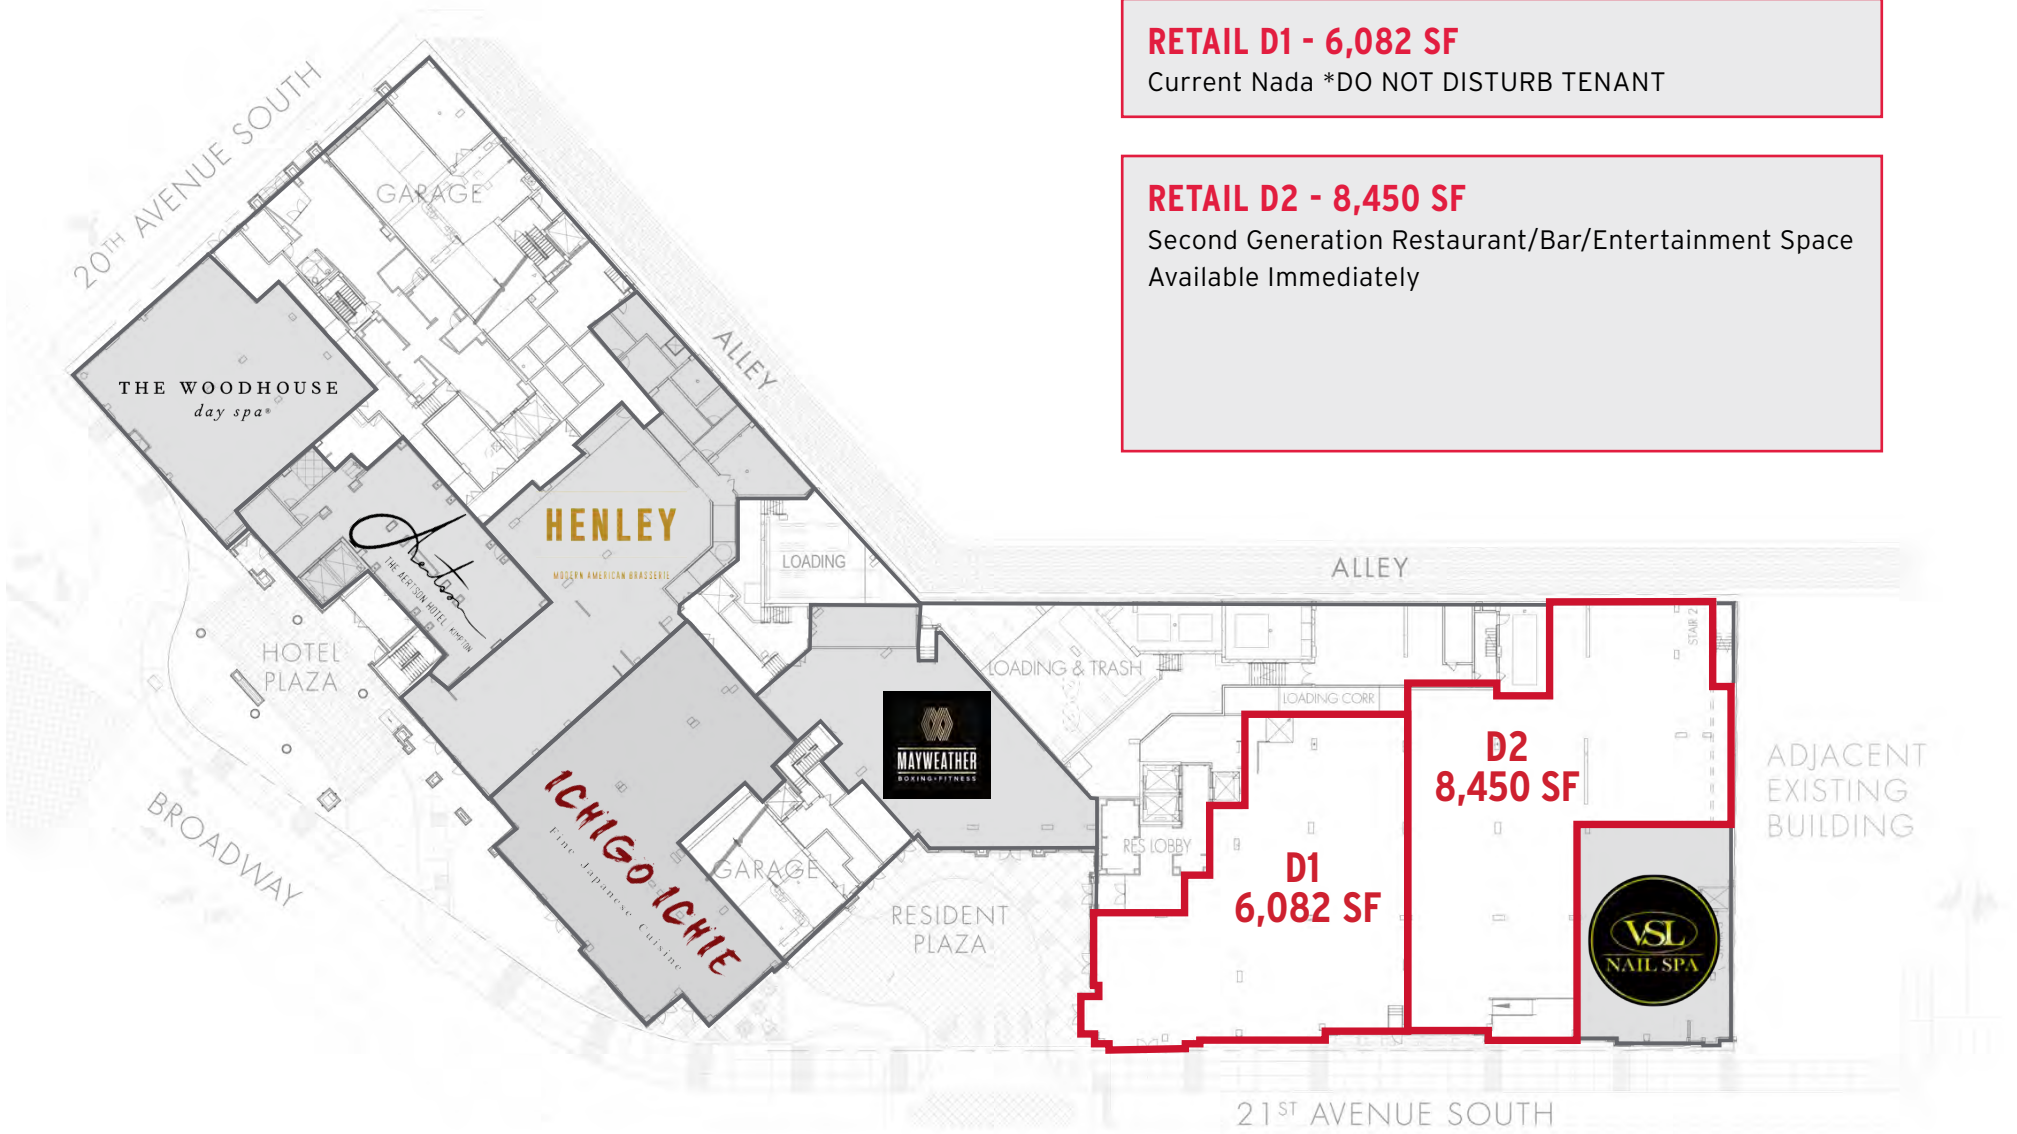 RETAIL D1 - 6,082 SF
Current Nada *DO NOT DISTURB TENANT
RETAIL D2 - 8,450 SF
Second Generation Restaurant/Bar/Entertainment Space
Available Immediately
20TH AVENUE SOUTH
GARAGE
ALLEY
THE WOODHOUSE
day spa®
HENLEY
MODERN AMERICAN BRASSERIE
Aertson
THE AERTSON HOTEL KIMPTON
LOADING
ALLEY
HOTEL
PLAZA
LOADING & TRASH
STAIR 2
LOADING CORR
MAYWEATHER
BOXING+FITNESS
D2
8,450 SF
ADJACENT
EXISTING
BUILDING
BROADWAY
ICHIGO ICHIE
Fine Japanese Cuisine
GARAGE
RES LOBBY
D1
6,082 SF
RESIDENT
PLAZA
VSL
NAIL SPA
21ST AVENUE SOUTH